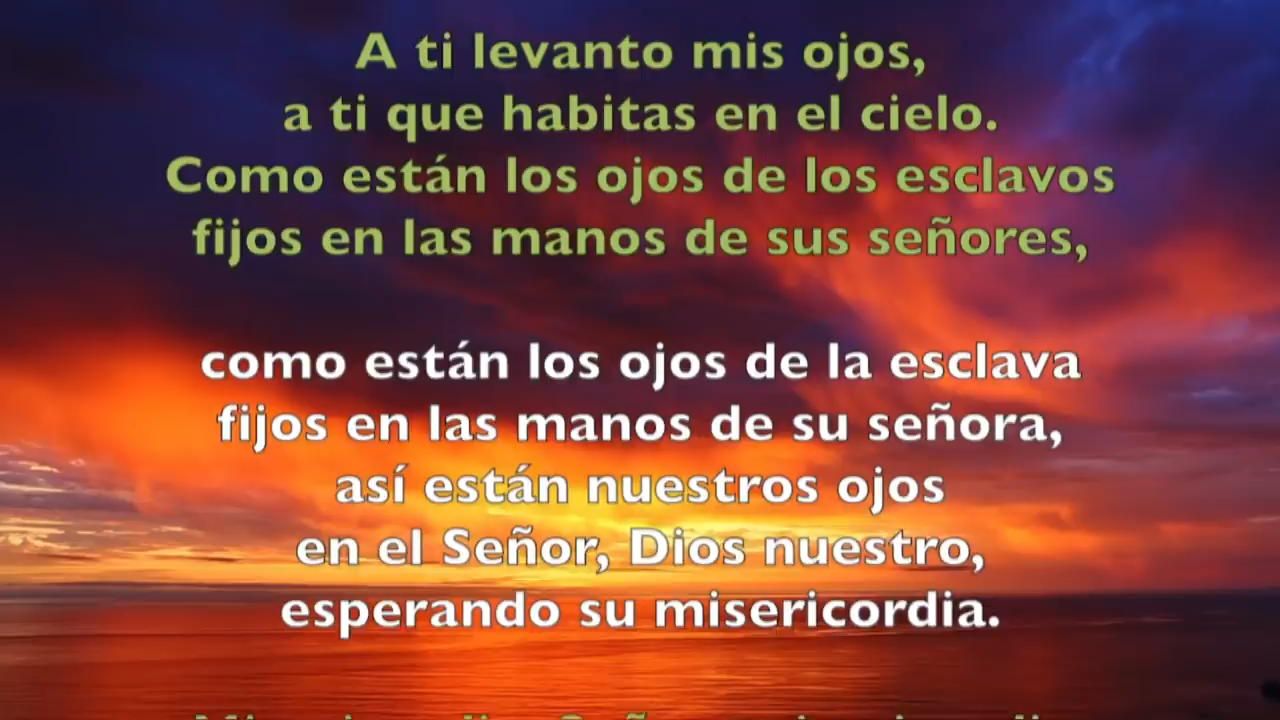 A ti levanto mis ojos,
a ti que habitas en el cielo.
Como están los ojos de los esclavos
fijos en las manos de sus señores,
como están los ojos de la esclava
fijos en las manos de su señora,
así están nuestros ojos
en el Señor, Dios nuestro,
esperando su misericordia.